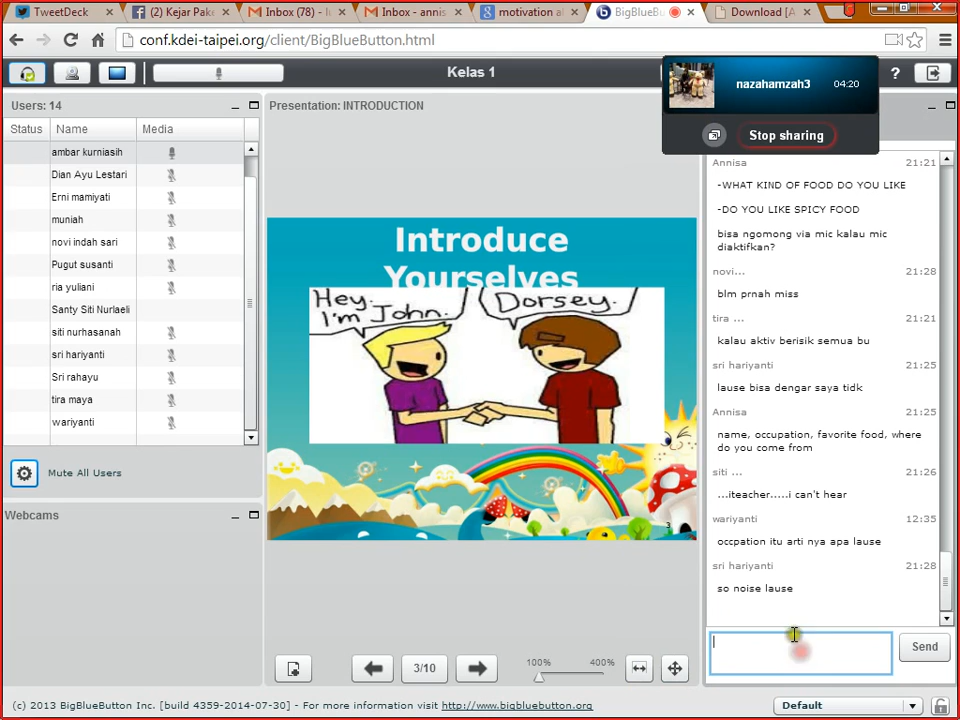 TweetDeck
(2) Kejar Pak
Inbox (78) -
Inbox - annis
motivation al
BigBlueBu
Download [A
conf.kdei-taipei.org/client/BigBlueButton.html
Kelas 1
?
nazahamzah3 04:20
Stop sharing
Users: 14
Status Name Media
ambar kurniasih
Dian Ayu Lestari
Erni mamiyati
muniah
novi indah sari
Pugut susanti
ria yuliani
Santy Siti Nurlaeli
siti nurhasanah
sri hariyanti
Sri rahayu
tira maya
wariyanti
Mute All Users
Webcams
Presentation: INTRODUCTION
Introduce
Yourselves
Hey.
I'm John.
Dorsey.
3
3/10
100% 400%
Annisa 21:21
-WHAT KIND OF FOOD DO YOU LIKE
-DO YOU LIKE SPICY FOOD
bisa ngomong via mic kalau mic
diaktifkan?
novi... 21:28
blm prnah miss
tira ... 21:21
kalau aktiv berisik semua bu
sri hariyanti 21:25
lause bisa dengar saya tidk
Annisa 21:25
name, occupation, favorite food, where
do you come from
siti ... 21:26
...iteacher.....i can't hear
wariyanti 12:35
occpation itu arti nya apa lause
sri hariyanti 21:28
so noise lause
Send
(c) 2013 BigBlueButton Inc. [build 4359-2014-07-30] - For more information visit http://www.bigbluebutton.org
Default